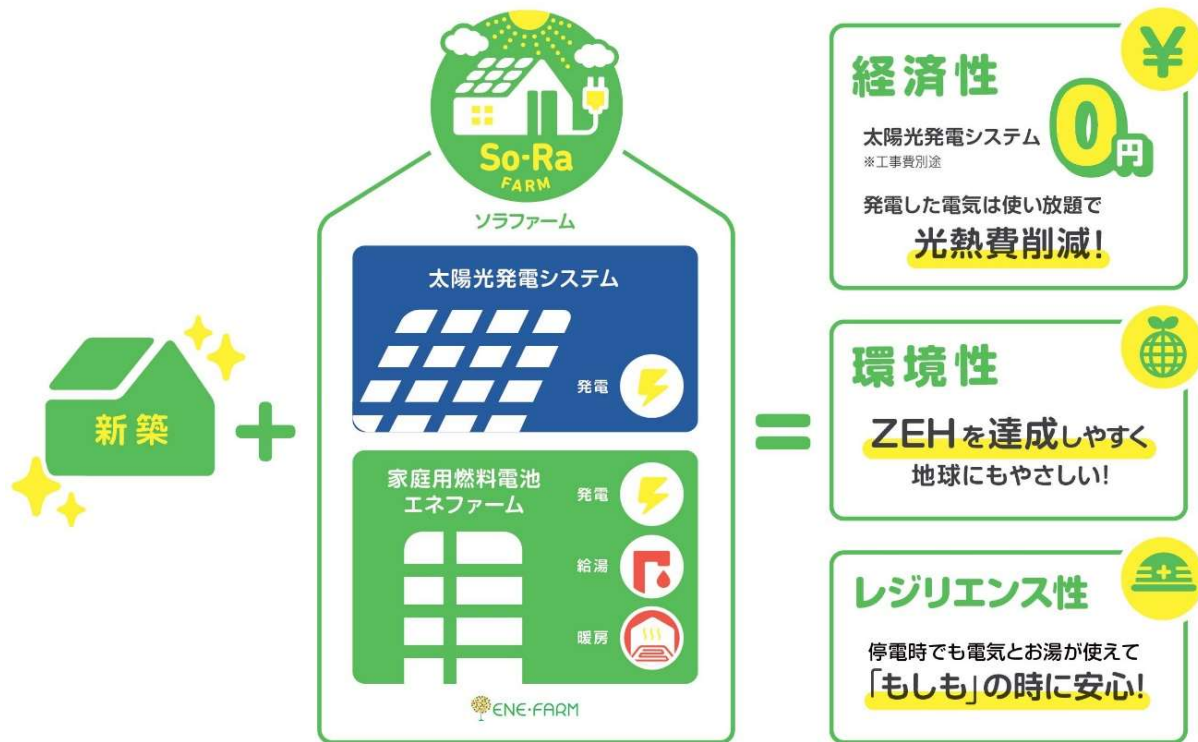 新築
So-Ra
FARM
ソラファーム
太陽光発電システム
発電
家庭用燃料電池
エネファーム
発電
給湯
暖房
ENE・FARM
経済性
¥
太陽光発電システム
※工事費別途
0円
発電した電気は使い放題で
光熱費削減!
環境性
ZEHを達成しやすく
地球にもやさしい!
レジリエンス性
停電時でも電気とお湯が使えて
「もしも」の時に安心!